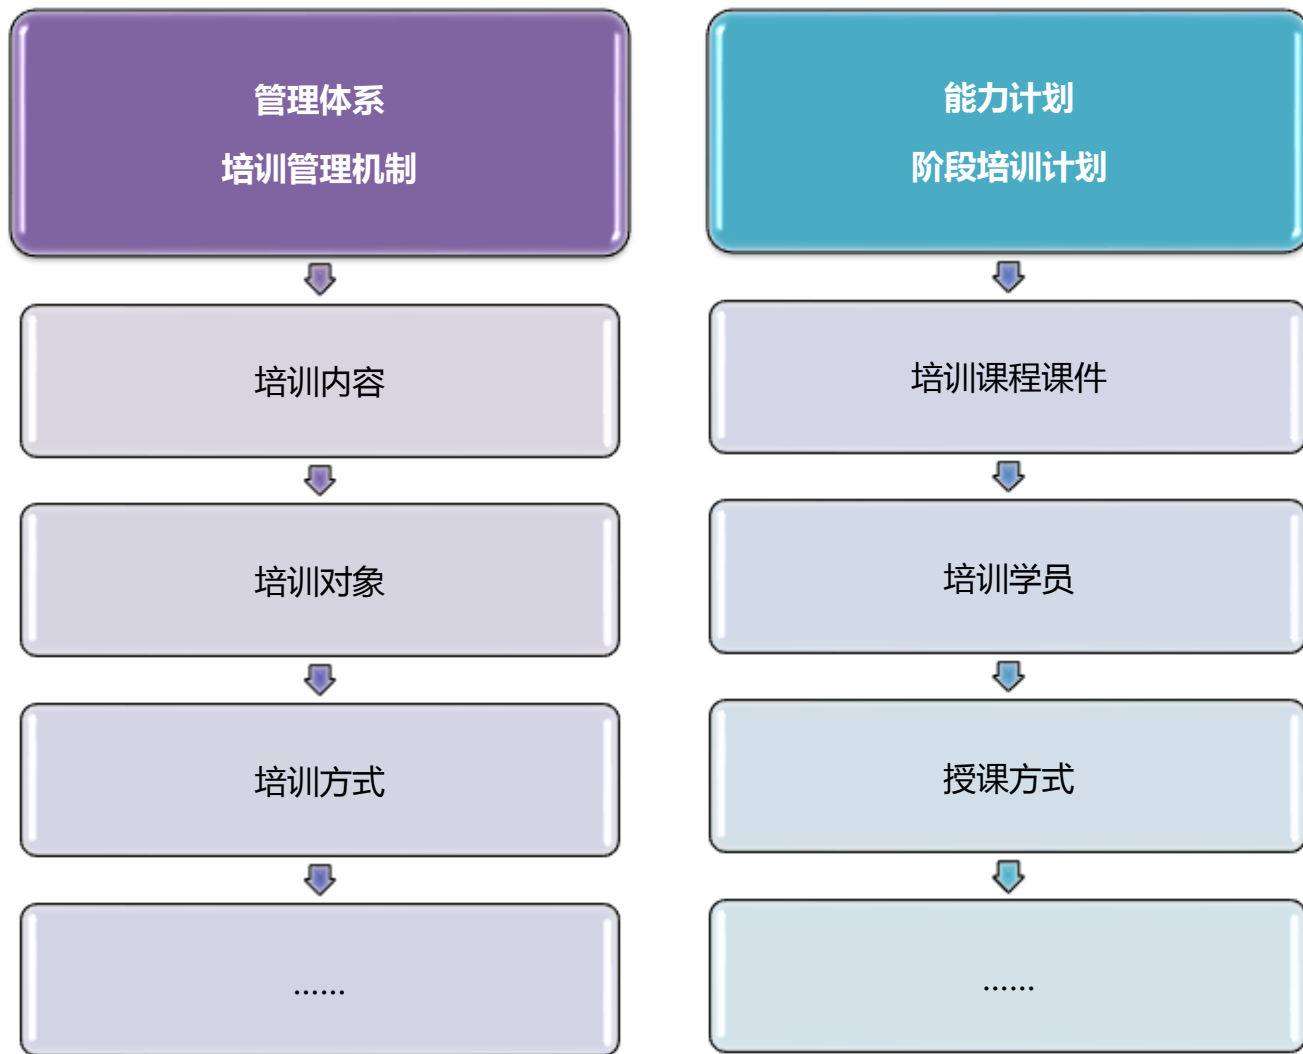 管理体系
培训管理机制
培训内容
培训对象
培训方式
......
能力计划
阶段培训计划
培训课程课件
培训学员
授课方式
......